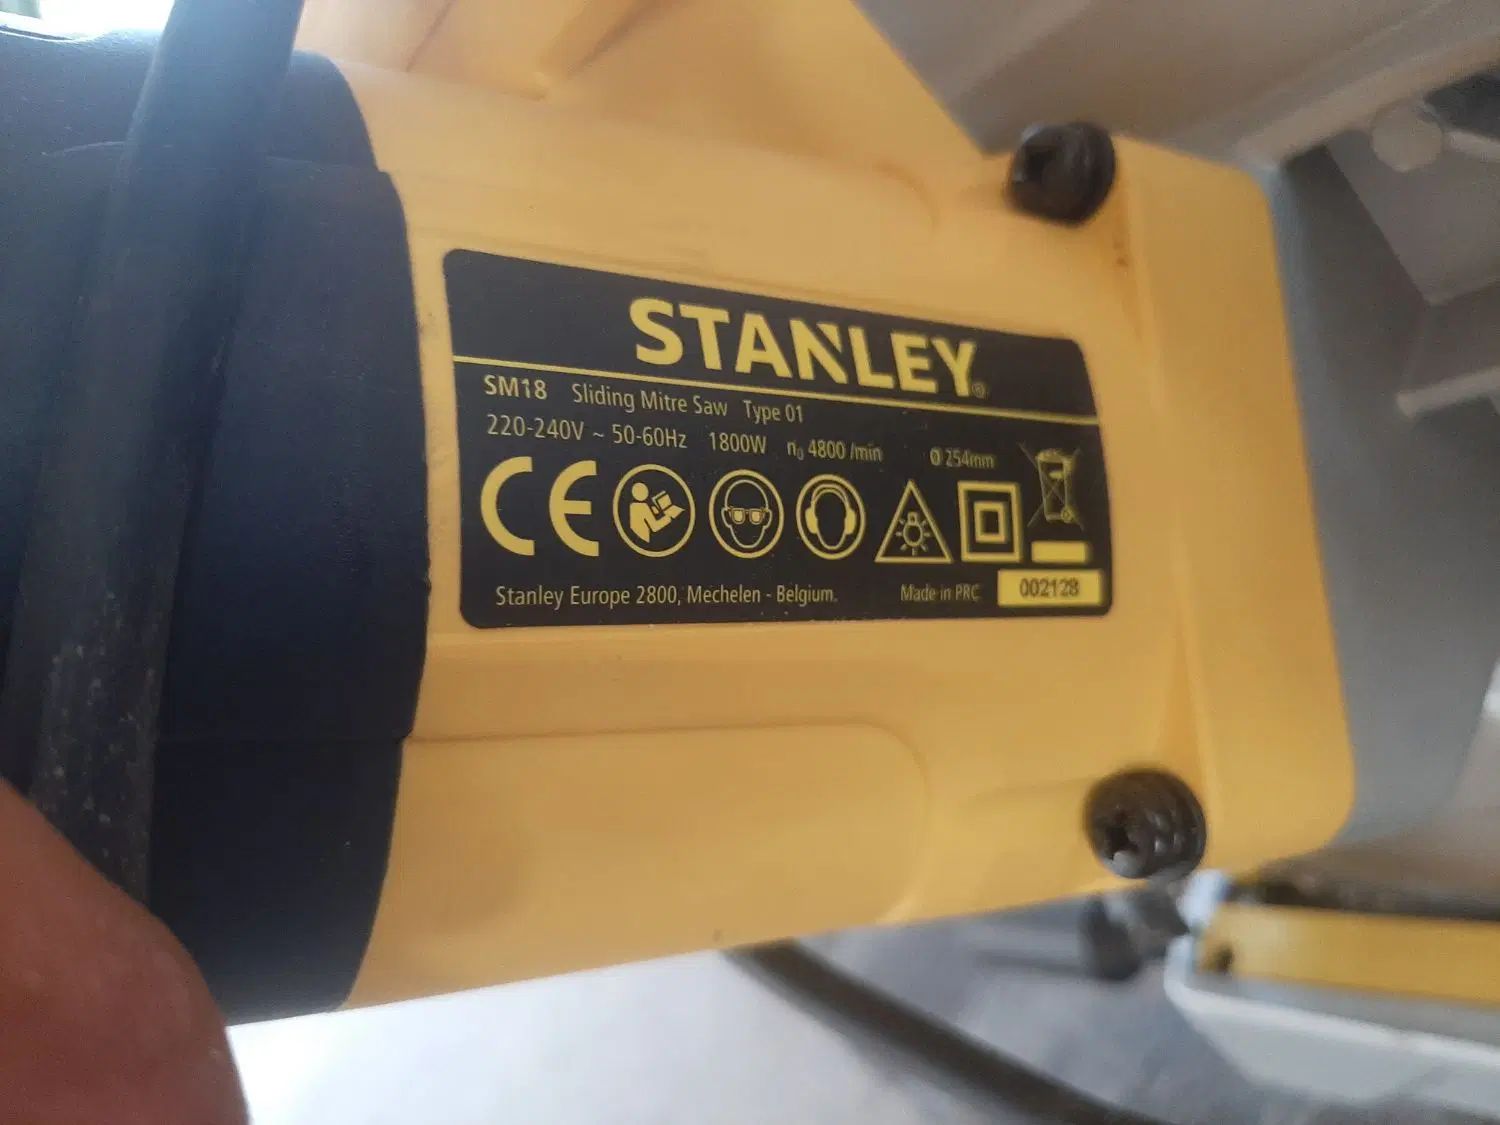 STANLEY®
SM18 Sliding Mitre Saw Type 01
220-240V ~ 50-60Hz 1800W n₀ 4800 /min Ø 254mm
CE
Stanley Europe 2800, Mechelen - Belgium. Made in PRC 002128